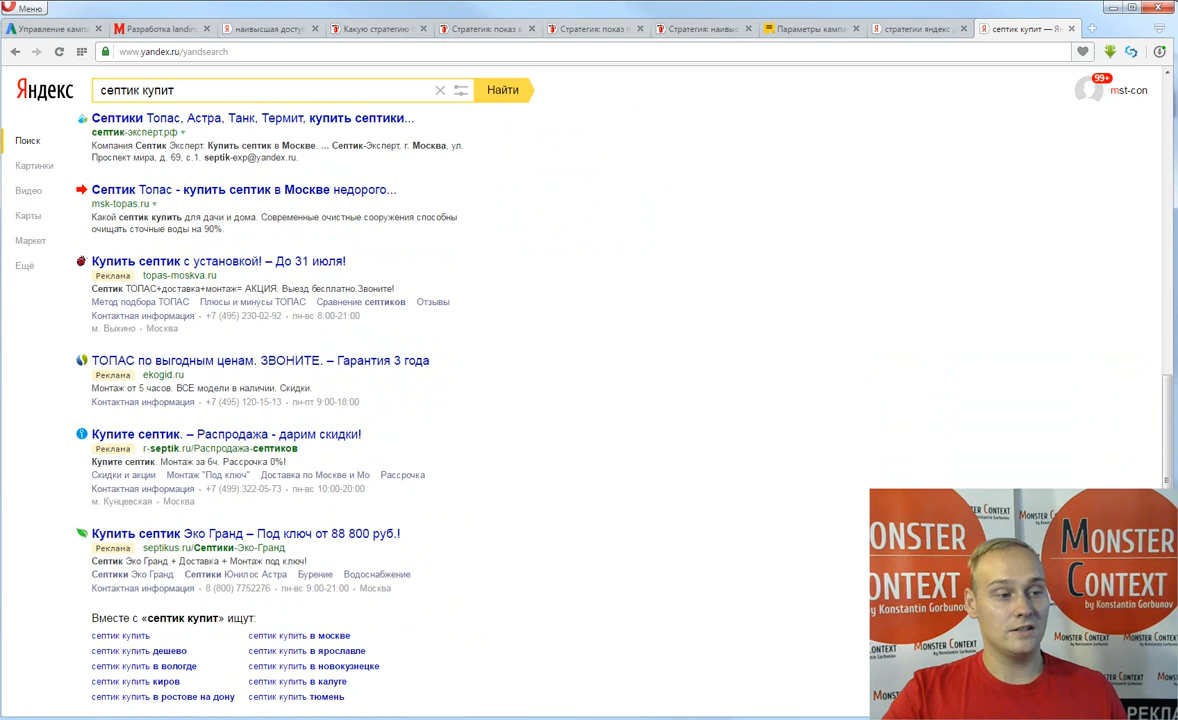 Меню
Управление кампа
Разработка landin
наивысшая доступ
Какую стратегию
Стратегия: показ в
Стратегия: показ п
Стратегия: наивыс
Параметры кампа
стратегии яндекс д
септик купит — Ян
www.yandex.ru/yandsearch
Яндекс
септик купит
Найти
99+
mst-con
Поиск
Картинки
Видео
Карты
Маркет
Ещё
Септики Топас, Астра, Танк, Термит, купить септики...
септик-эксперт.рф
Компания Септик Эксперт. Купить септик в Москве. ... Септик-Эксперт, г. Москва, ул.
Проспект мира, д. 69, с.1. septik-exp@yandex.ru.
Септик Топас - купить септик в Москве недорого...
msk-topas.ru
Какой септик купить для дачи и дома. Современные очистные сооружения способны
очищать сточные воды на 90%.
Купить септик с установкой! – До 31 июля!
Реклама topas-moskva.ru
Септик ТОПАС+доставка+монтаж= АКЦИЯ. Выезд бесплатно.Звоните!
Метод подбора ТОПАС Плюсы и минусы ТОПАС Сравнение септиков Отзывы
Контактная информация · +7 (495) 230-02-92 · пн-вс 8:00-21:00
м. Выхино · Москва
ТОПАС по выгодным ценам. ЗВОНИТЕ. – Гарантия 3 года
Реклама ekogid.ru
Монтаж от 5 часов. ВСЕ модели в наличии. Скидки.
Контактная информация · +7 (495) 120-15-13 · пн-пт 9:00-18:00
Купите септик. – Распродажа - дарим скидки!
Реклама r-septik.ru/Распродажа-септиков
Купите септик. Монтаж за 6ч. Рассрочка 0%!
Скидки и акции Монтаж "Под ключ" Доставка по Москве и Мо Рассрочка
Контактная информация · +7 (499) 322-05-73 · пн-вс 10:00-20:00
м. Кунцевская · Москва
Купить септик Эко Гранд – Под ключ от 88 800 руб.!
Реклама septikus.ru/Септики-Эко-Гранд
Септик Эко Гранд + Доставка + Монтаж под ключ!
Септики Эко Гранд Септики Юнилос Астра Бурение Водоснабжение
Контактная информация · 8 (800) 7752276 · пн-вс 9:00-21:00 · Москва
Вместе с «септик купит» ищут:
септик купить септик купить в москве
септик купить дешево септик купить в ярославле
септик купить в вологде септик купить в новокузнецке
септик купить киров септик купить в калуге
септик купить в ростове на дону септик купить тюмень
MONSTER
CONTEXT
by Konstantin Gorbunov
MONSTER
CONTEXT
by Konstantin Gorbunov
MONSTER CONTEXT
by Konstantin Gorbunov
РЕКЛА